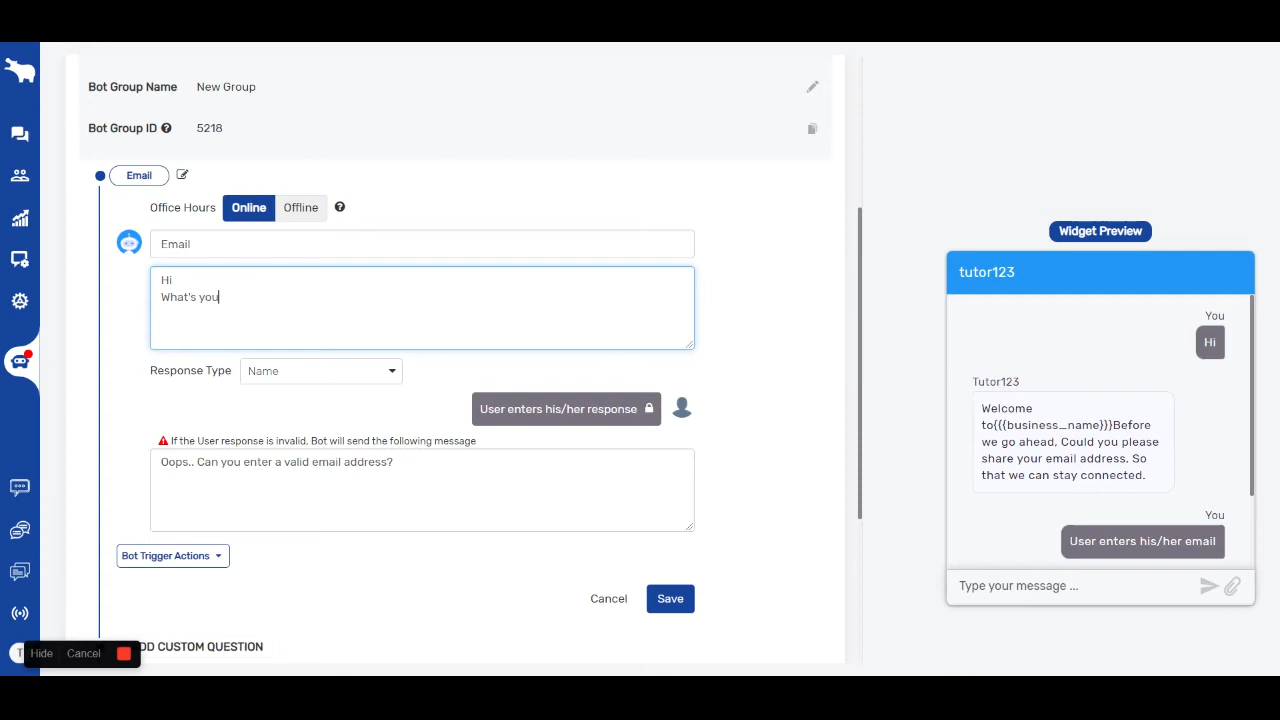 Bot Group Name New Group
Bot Group ID 5218
Email
Office Hours Online Offline
Email
Hi
What's you
Response Type Name
User enters his/her response
If the User response is invalid. Bot will send the following message
Oops.. Can you enter a valid email address?
Bot Trigger Actions
Cancel Save
DD CUSTOM QUESTION
T Hide Cancel
Widget Preview
tutor123
You
Hi
Tutor123
Welcome
to{{{business_name}}}Before
we go ahead, Could you please
share your email address. So
that we can stay connected.
You
User enters his/her email
Type your message ...